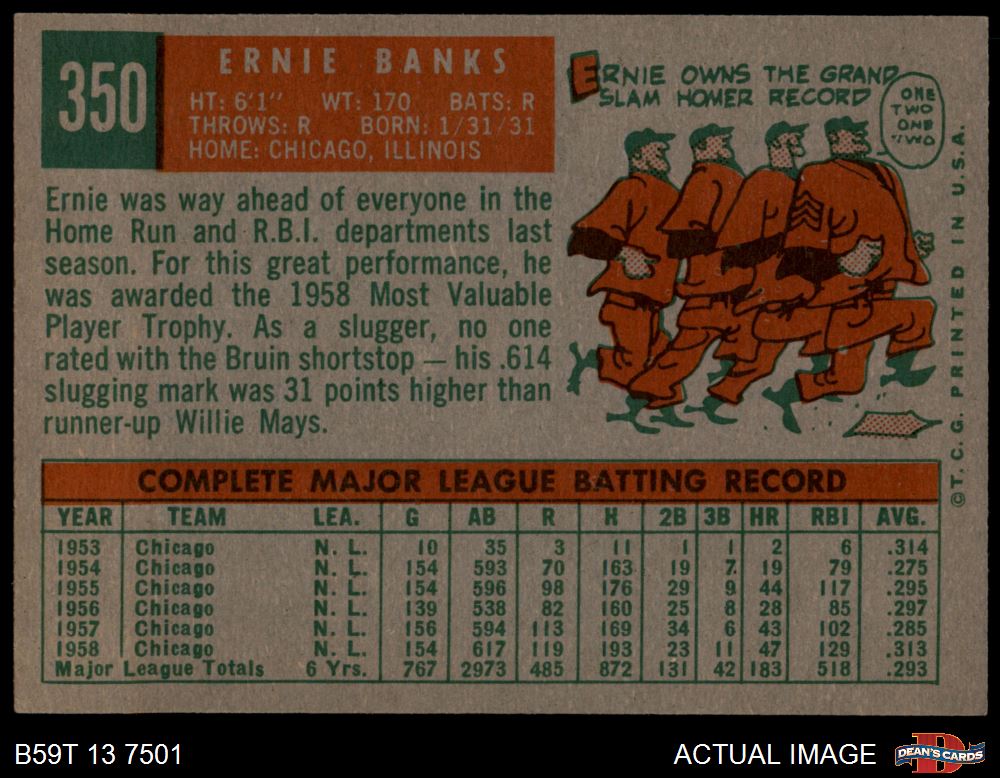 350
ERNIE BANKS
HT: 6'1" WT: 170 BATS: R
THROWS: R BORN: 1/31/31
HOME: CHICAGO, ILLINOIS
Ernie was way ahead of everyone in the
Home Run and R.B.I. departments last
season. For this great performance, he
was awarded the 1958 Most Valuable
Player Trophy. As a slugger, no one
rated with the Bruin shortstop — his .614
slugging mark was 31 points higher than
runner-up Willie Mays.
ERNIE OWNS THE GRAND
SLAM HOMER RECORD
ONE
TWO
ONE
TWO
©T. C. G. PRINTED IN U.S.A.
COMPLETE MAJOR LEAGUE BATTING RECORD
YEAR TEAM LEA. G AB R H 2B 3B HR RBI AVG.
1953 Chicago N. L. 10 35 3 11 1 1 2 6 .314
1954 Chicago N. L. 154 593 70 163 19 7 19 79 .275
1955 Chicago N. L. 154 596 98 176 29 9 44 117 .295
1956 Chicago N. L. 139 538 82 160 25 8 28 85 .297
1957 Chicago N. L. 156 594 113 169 34 6 43 102 .285
1958 Chicago N. L. 154 617 119 193 23 11 47 129 .313
Major League Totals 6 Yrs. 767 2973 485 872 131 42 183 518 .293
B59T 13 7501
ACTUAL IMAGE
DEAN'S CARDS